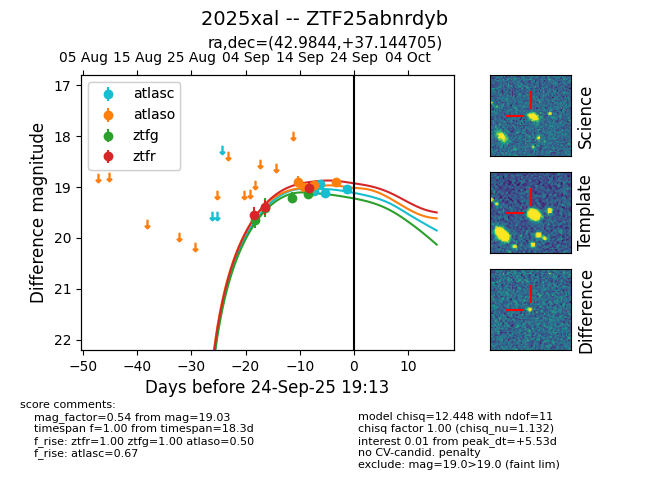 2025xal -- ZTF25abnrdyb
ra,dec=(42.9844,+37.144705)
05 Aug 15 Aug 25 Aug 04 Sep 14 Sep 24 Sep 04 Oct
atlasc
atlaso
ztfg
ztfr
17
18
19
20
21
22
Difference magnitude
−50 −40 −30 −20 −10 0 10
Days before 24-Sep-25 19:13
Science
Template
Difference
score comments:
mag_factor=0.54 from mag=19.03
timespan f=1.00 from timespan=18.3d
f_rise: ztfr=1.00 ztfg=1.00 atlaso=0.50
f_rise: atlasc=0.67
model chisq=12.448 with ndof=11
chisq factor 1.00 (chisq_nu=1.132)
interest 0.01 from peak_dt=+5.53d
no CV-candid. penalty
exclude: mag=19.0>19.0 (faint lim)